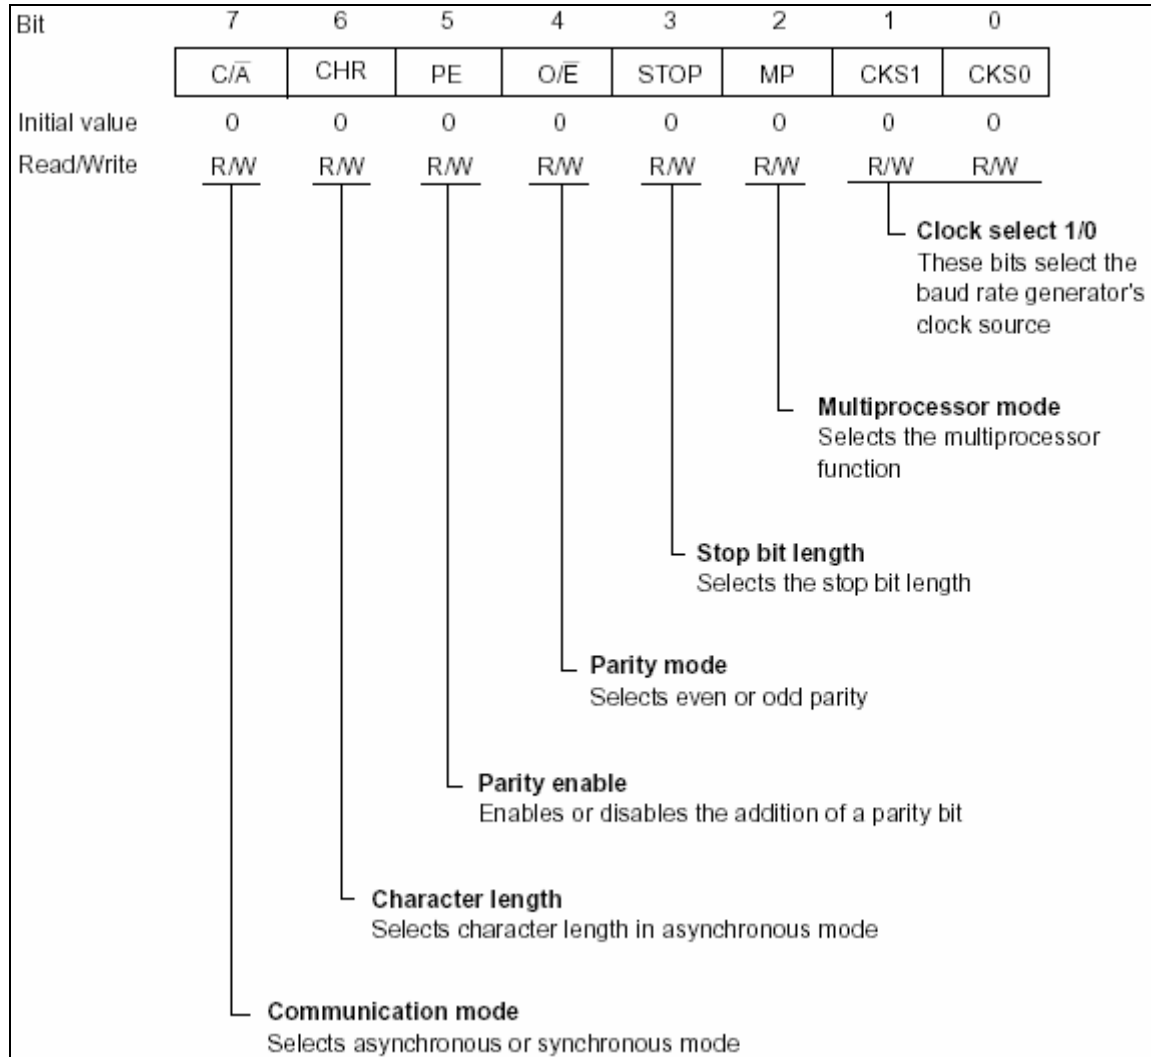 Bit 7 6 5 4 3 2 1 0
C/A̅ CHR PE O/E̅ STOP MP CKS1 CKS0
Initial value 0 0 0 0 0 0 0 0
Read/Write R/W R/W R/W R/W R/W R/W R/W R/W
Clock select 1/0
These bits select the
baud rate generator's
clock source
Multiprocessor mode
Selects the multiprocessor
function
Stop bit length
Selects the stop bit length
Parity mode
Selects even or odd parity
Parity enable
Enables or disables the addition of a parity bit
Character length
Selects character length in asynchronous mode
Communication mode
Selects asynchronous or synchronous mode